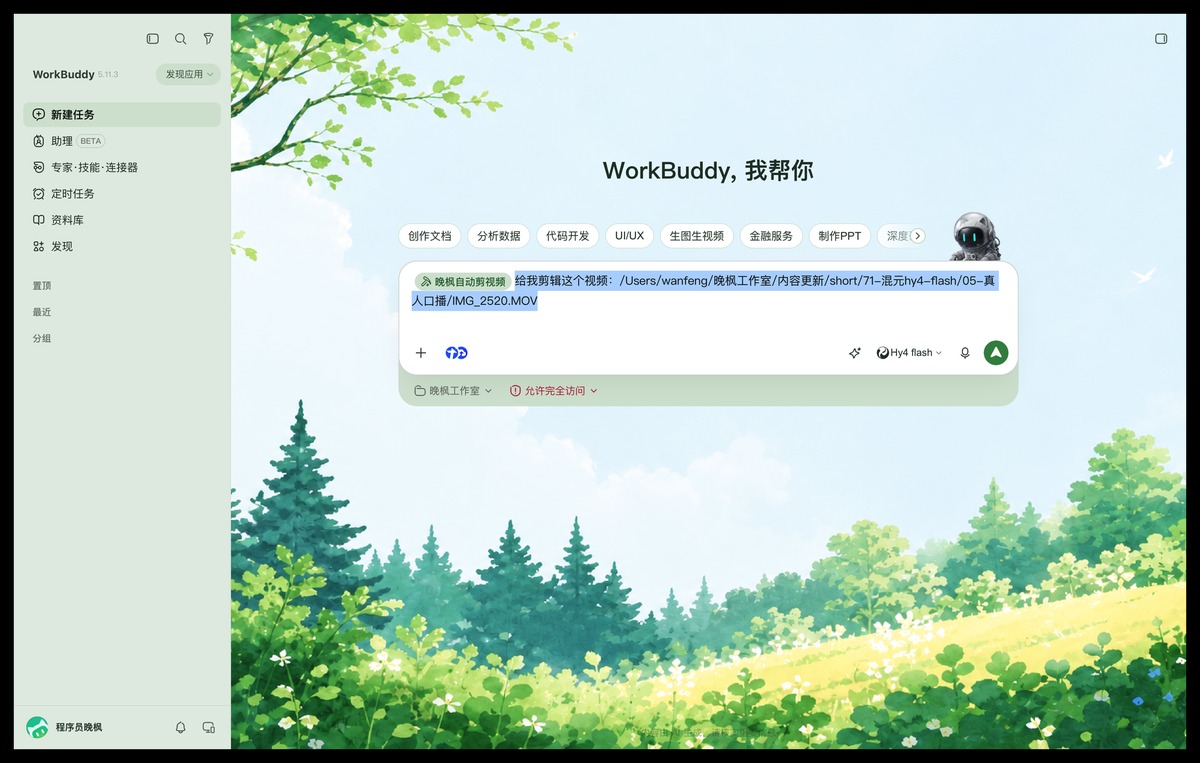 WorkBuddy 5.11.3
发现应用
新建任务
助理 BETA
专家·技能·连接器
定时任务
资料库
发现
置顶
最近
分组
程序员晚枫
WorkBuddy, 我帮你
创作文档 分析数据 代码开发 UI/UX 生图生视频 金融服务 制作PPT 深度
晚枫自动剪视频 给我剪辑这个视频：/Users/wanfeng/晚枫工作室/内容更新/short/71-混元hy4-flash/05-真
人口播/IMG_2520.MOV
Hy4 flash
晚枫工作室 允许完全访问